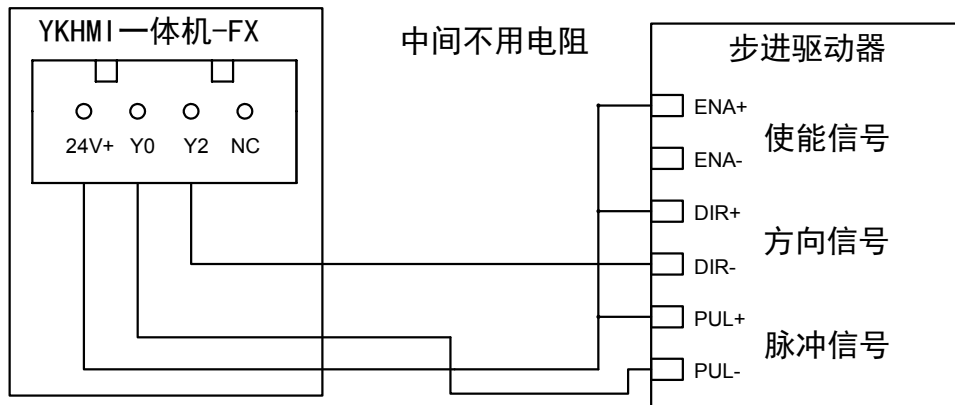 YKHMI一体机-FX
中间不用电阻
步进驱动器
24V+ Y0 Y2 NC
ENA+
使能信号
ENA-
DIR+
方向信号
DIR-
PUL+
脉冲信号
PUL-